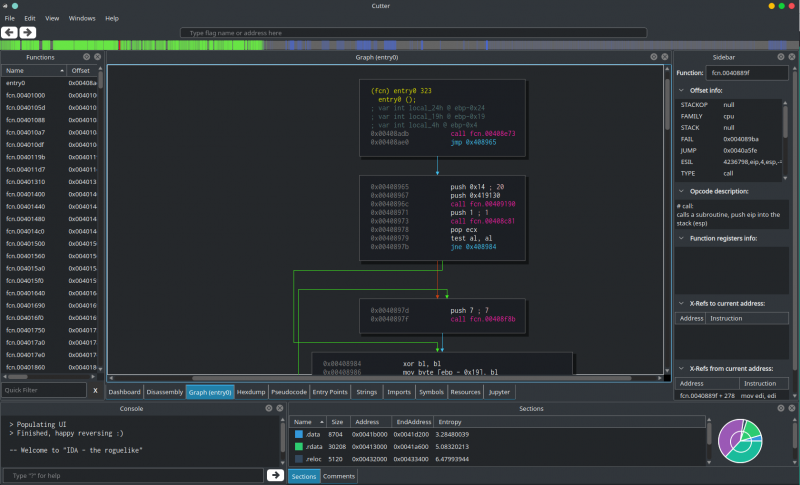 Cutter
File Edit View Windows Help
Type flag name or address here
Functions
Name Offset
entry0 0x00408a
fcn.00401000 0x004010
fcn.0040105d 0x004010
fcn.00401088 0x004010
fcn.004010a7 0x004010
fcn.004010df 0x004010
fcn.0040119b 0x004011
fcn.004011d7 0x004011
fcn.00401310 0x004013
fcn.00401400 0x004014
fcn.00401440 0x004014
fcn.00401480 0x004014
fcn.004014c0 0x004014
fcn.00401500 0x004015
fcn.00401560 0x004015
fcn.004015a0 0x004015
fcn.004015f0 0x004015
fcn.00401640 0x004016
fcn.00401690 0x004016
fcn.004016f0 0x004016
fcn.00401750 0x004017
fcn.004017a0 0x004017
fcn.004017e0 0x004017
fcn.00401860 0x004018
Quick Filter X
Graph (entry0)
(fcn) entry0 323
entry0 ();
; var int local_24h @ ebp-0x24
; var int local_19h @ ebp-0x19
; var int local_4h @ ebp-0x4
0x00408adb call fcn.00408e73
0x00408ae0 jmp 0x408965
0x00408965 push 0x14 ; 20
0x00408967 push 0x419130
0x0040896c call fcn.00409190
0x00408971 push 1 ; 1
0x00408973 call fcn.00408c81
0x00408978 pop ecx
0x00408979 test al, al
0x0040897b jne 0x408984
0x0040897d push 7 ; 7
0x0040897f call fcn.00408f8b
0x00408984 xor bl, bl
0x00408986 mov byte [ebp - 0x19], bl
Dashboard Disassembly Graph (entry0) Hexdump Pseudocode Entry Points Strings Imports Symbols Resources Jupyter
Sidebar
Function: fcn.0040889f
Offset info:
STACKOP null
FAMILY cpu
STACK null
FAIL 0x004089ba
JUMP 0x0040a5fe
ESIL 4236798,eip,4,esp,-
TYPE call
Opcode description:
# call:
calls a subroutine, push eip into the
stack (esp)
Function registers info:
X-Refs to current address:
Address Instruction
X-Refs from current address:
Address Instruction
fcn.0040889f + 278 mov edi, edi
Console
> Populating UI
> Finished, happy reversing :)
-- Welcome to "IDA - the roguelike"
Type "?" for help
Sections
Name Size Address EndAddress Entropy
.data 8704 0x0041b000 0x0041d200 3.28480039
.rdata 30208 0x00413000 0x0041a600 5.08320213
.reloc 5120 0x00432000 0x00433400 6.47993944
Sections Comments